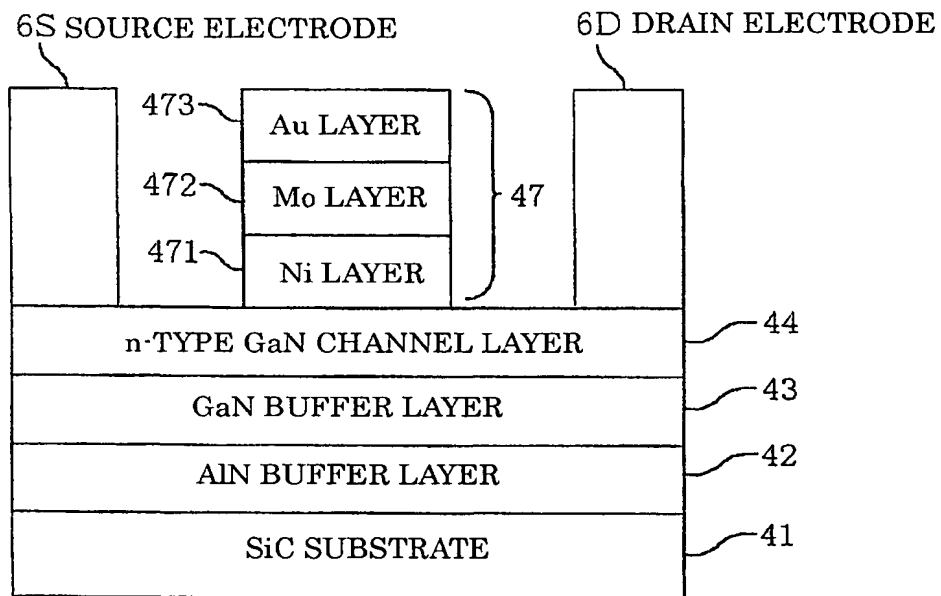 6S SOURCE ELECTRODE
6D DRAIN ELECTRODE
473
Au LAYER
472
Mo LAYER
47
471
Ni LAYER
n-TYPE GaN CHANNEL LAYER
44
GaN BUFFER LAYER
43
AlN BUFFER LAYER
42
SiC SUBSTRATE
41